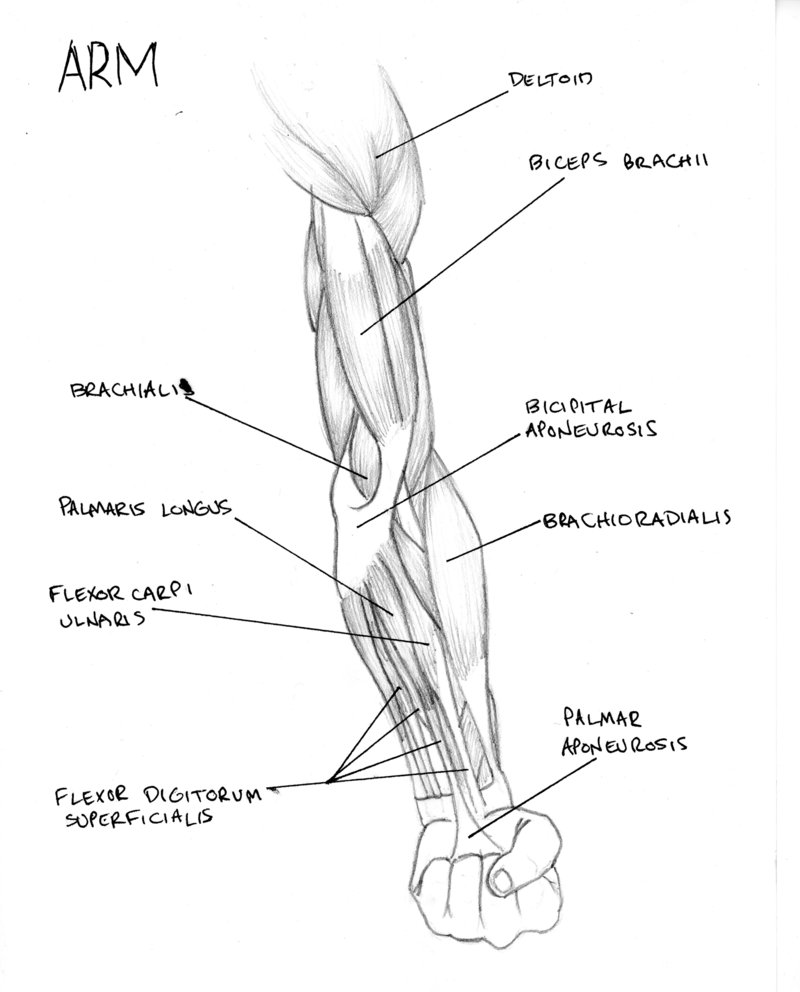 ARM
DELTOID
BICEPS BRACHII
BRACHIALIS
BICIPITAL
APONEUROSIS
PALMARIS LONGUS
BRACHIORADIALIS
FLEXOR CARPI
ULNARIS
PALMAR
APONEUROSIS
FLEXOR DIGITORUM
SUPERFICIALIS